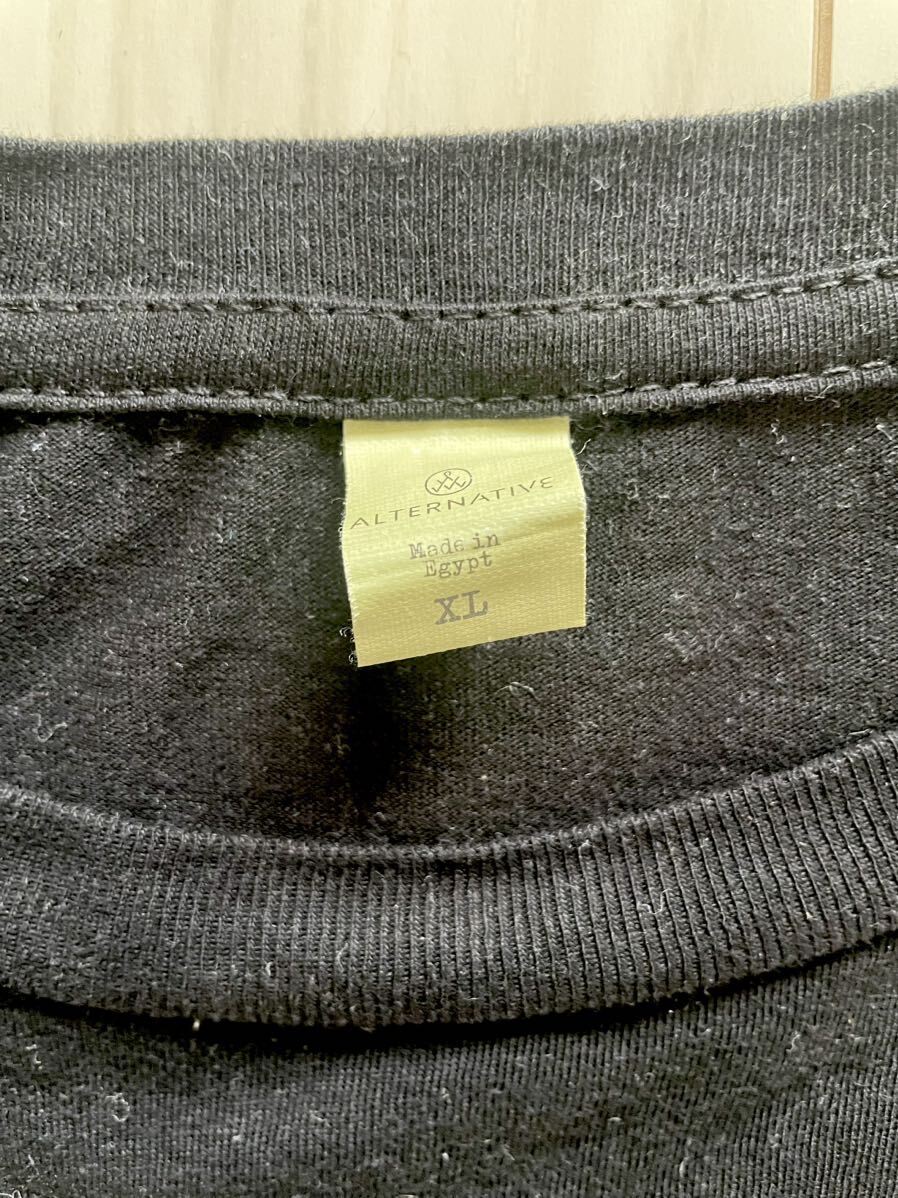 ALTERNATIVE
Made in
Egypt
XL